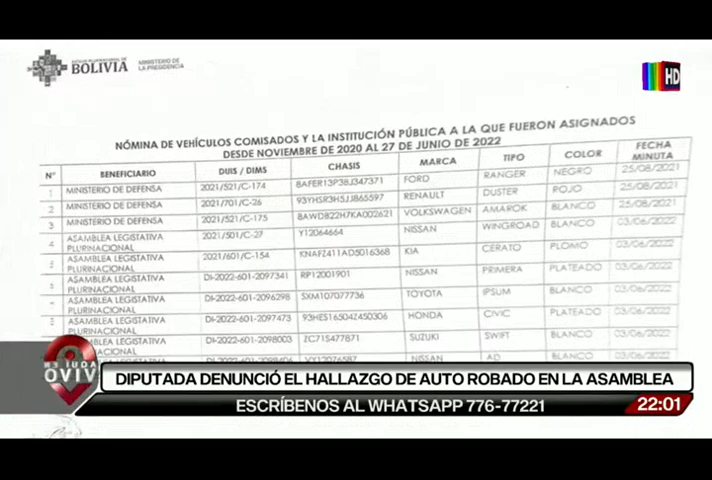 BOLIVIA
MINISTERIO DE
LA PRESIDENCIA
HD
NÓMINA DE VEHÍCULOS COMISADOS Y LA INSTITUCIÓN PÚBLICA A LA QUE FUERON ASIGNADOS
DESDE NOVIEMBRE DE 2020 AL 27 DE JUNIO DE 2022
N° BENEFICIARIO DUIS / DIMS CHASIS MARCA TIPO COLOR FECHA MINUTA
1 MINISTERIO DE DEFENSA 2021/521/C-174 8AFER13P38J347371 FORD RANGER NEGRO 25/08/2021
2 MINISTERIO DE DEFENSA 2021/701/C-26 93YHSR3H5JJ865597 RENAULT DUSTER ROJO 25/08/2021
3 MINISTERIO DE DEFENSA 2021/521/C-175 8AWDB22H7KA002621 VOLKSWAGEN AMAROK BLANCO 25/08/2021
4 ASAMBLEA LEGISLATIVA PLURINACIONAL 2021/501/C-27 Y12064664 NISSAN WINGROAD BLANCO 03/06/2022
ASAMBLEA LEGISLATIVA PLURINACIONAL 2021/601/C-154 KNAFZ411AD5016368 KIA CERATO PLOMO 03/06/2022
ASAMBLEA LEGISLATIVA PLURINACIONAL DI-2022-601-2097341 RP12001901 NISSAN PRIMERA PLATEADO 03/06/2022
ASAMBLEA LEGISLATIVA PLURINACIONAL DI-2022-601-2096298 SXM107077736 TOYOTA IPSUM BLANCO 03/06/2022
ASAMBLEA LEGISLATIVA PLURINACIONAL DI-2022-601-2097473 93HES16504Z450306 HONDA CIVIC PLATEADO 03/06/2022
ASAMBLEA LEGISLATIVA PLURINACIONAL DI-2022-601-2098003 ZC71S477871 SUZUKI SWIFT BLANCO 03/06/2022
NISSAN AD BLANCO 03/06/2022
DIPUTADA DENUNCIÓ EL HALLAZGO DE AUTO ROBADO EN LA ASAMBLEA
ESCRÍBENOS AL WHATSAPP 776-77221
22:01